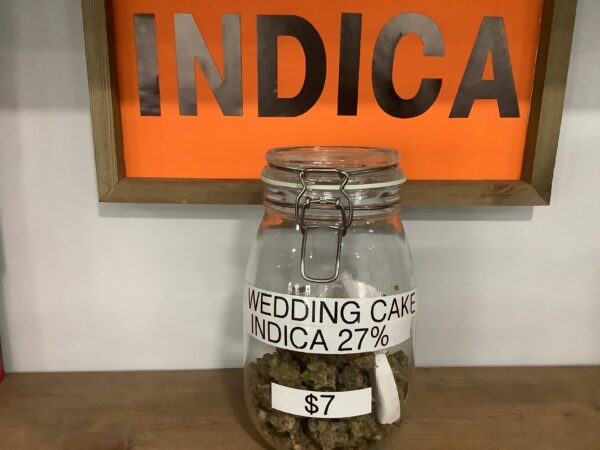 INDICA
WEDDING CAKE
INDICA 27%
$7